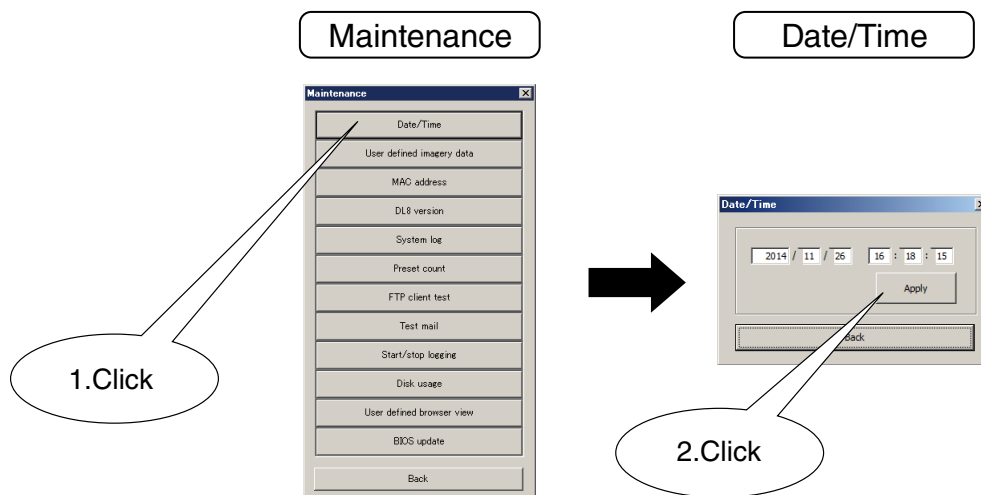 Maintenance
Date/Time
Maintenance
Date/Time
User defined imagery data
MAC address
DL8 version
System log
Preset count
FTP client test
Test mail
Start/stop logging
Disk usage
User defined browser view
BIOS update
Back
1.Click
Date/Time
2014 / 11 / 26 16 : 18 : 15
Apply
Back
2.Click